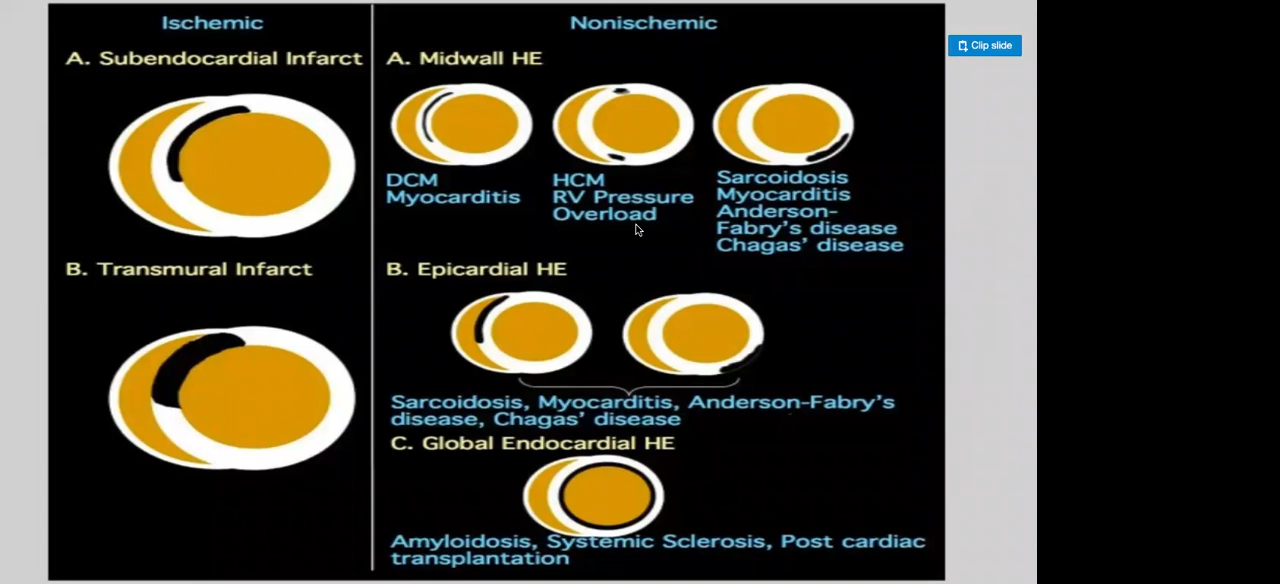 Ischemic
A. Subendocardial Infarct
B. Transmural Infarct
Nonischemic
A. Midwall HE
DCM
Myocarditis
HCM
RV Pressure
Overload
Sarcoidosis
Myocarditis
Anderson-
Fabry's disease
Chagas' disease
B. Epicardial HE
Sarcoidosis, Myocarditis, Anderson-Fabry's
disease, Chagas' disease
C. Global Endocardial HE
Amyloidosis, Systemic Sclerosis, Post cardiac
transplantation
Clip slide